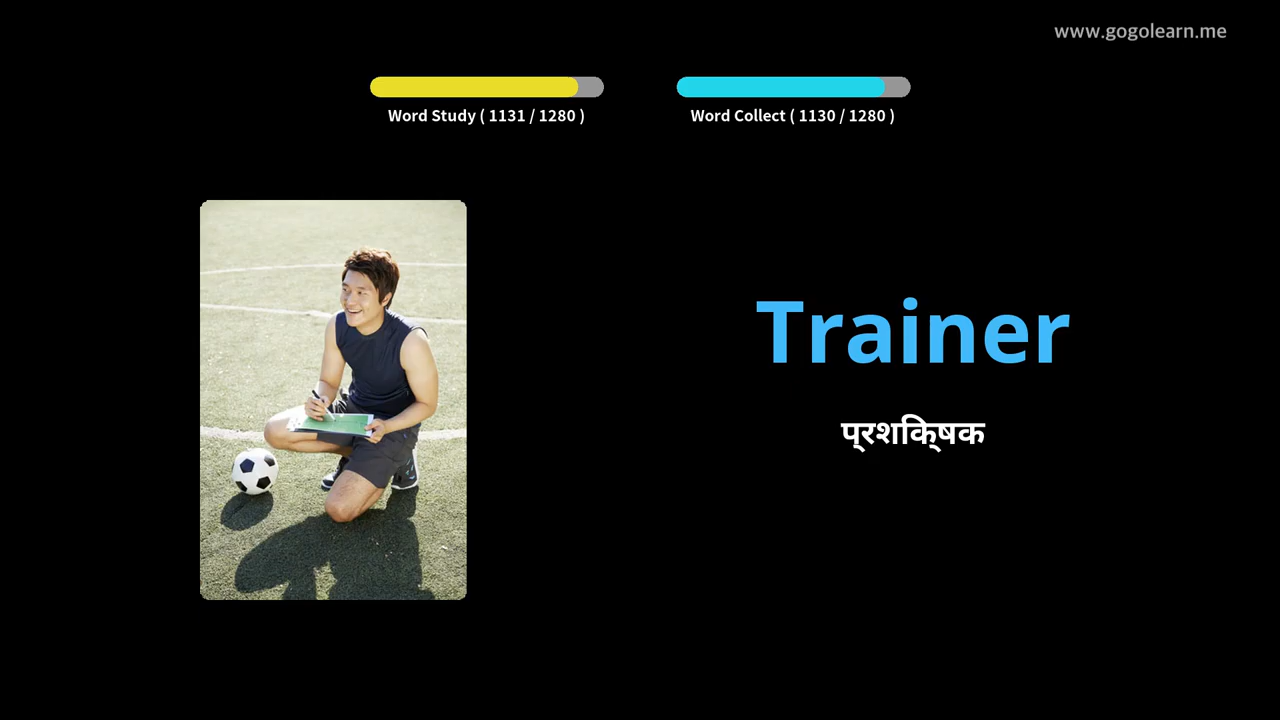 www.gogolearn.me
Word Study ( 1131 / 1280 )
Word Collect ( 1130 / 1280 )
Trainer
प्रशिक्षक